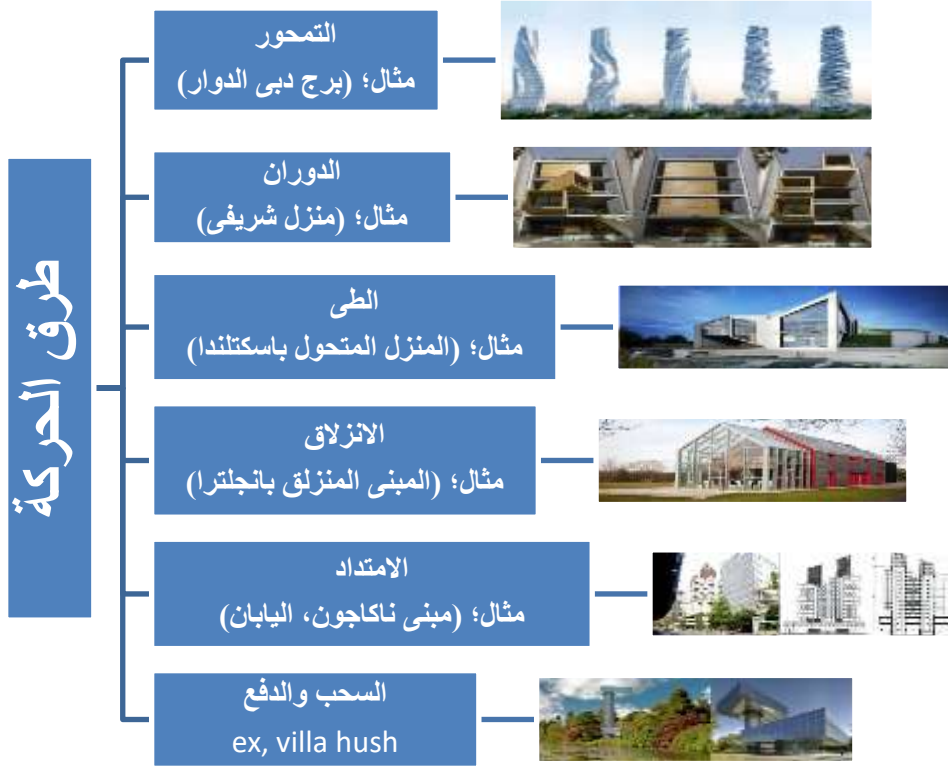 طرق الحركة
التمحور
مثال؛ (برج دبى الدوار)
الدوران
مثال؛ (منزل شريفى)
الطى
مثال؛ (المنزل المتحول باسكتلندا)
الانزلاق
مثال؛ (المبنى المنزلق بانجلترا)
الامتداد
مثال؛ (مبنى ناكاجون، اليابان)
السحب والدفع
ex, villa hush